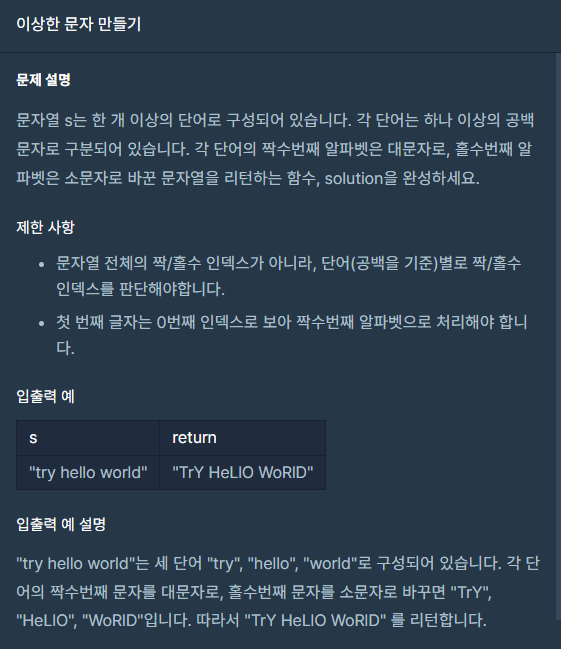 이상한 문자 만들기
문제 설명
문자열 s는 한 개 이상의 단어로 구성되어 있습니다. 각 단어는 하나 이상의 공백
문자로 구분되어 있습니다. 각 단어의 짝수번째 알파벳은 대문자로, 홀수번째 알
파벳은 소문자로 바꾼 문자열을 리턴하는 함수, solution을 완성하세요.
제한 사항
• 문자열 전체의 짝/홀수 인덱스가 아니라, 단어(공백을 기준)별로 짝/홀수
인덱스를 판단해야합니다.
• 첫 번째 글자는 0번째 인덱스로 보아 짝수번째 알파벳으로 처리해야 합니
다.
입출력 예
s return
"try hello world" "TrY HeLlO WoRlD"
입출력 예 설명
"try hello world"는 세 단어 "try", "hello", "world"로 구성되어 있습니다. 각 단
어의 짝수번째 문자를 대문자로, 홀수번째 문자를 소문자로 바꾸면 "TrY",
"HeLlO", "WoRlD"입니다. 따라서 "TrY HeLlO WoRlD" 를 리턴합니다.